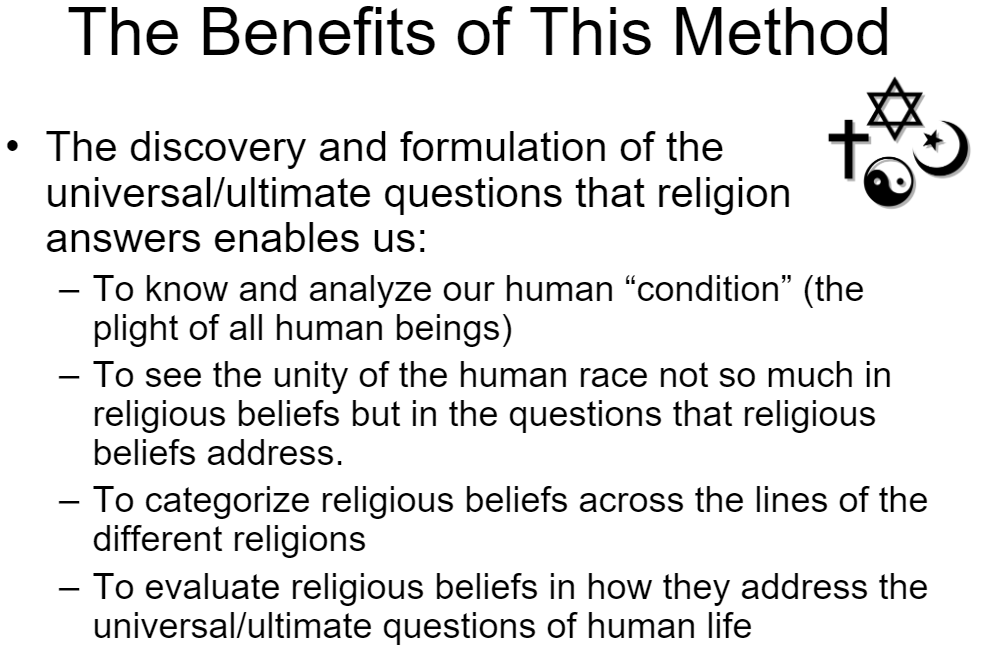 The Benefits of This Method
• The discovery and formulation of the
universal/ultimate questions that religion
answers enables us:
– To know and analyze our human “condition” (the
plight of all human beings)
– To see the unity of the human race not so much in
religious beliefs but in the questions that religious
beliefs address.
– To categorize religious beliefs across the lines of the
different religions
– To evaluate religious beliefs in how they address the
universal/ultimate questions of human life